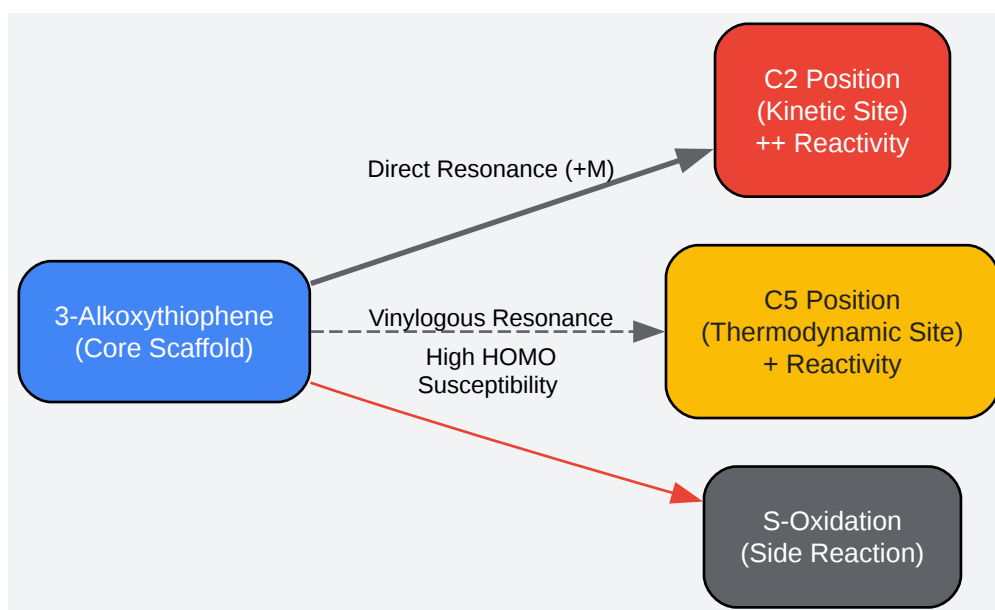 C2 Position
(Kinetic Site)
++ Reactivity
Direct Resonance (+M)
3-Alkoxythiophene
(Core Scaffold)
Vinylogous Resonance
C5 Position
(Thermodynamic Site)
+ Reactivity
High HOMO
Susceptibility
S-Oxidation
(Side Reaction)